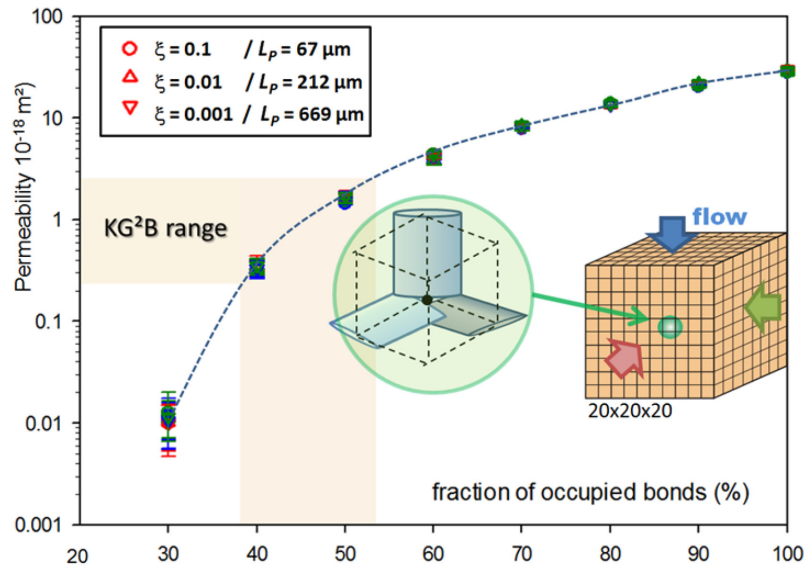 100
10
1
0.1
0.01
0.001
Permeability 10⁻¹⁸ m²)
ξ = 0.1 / L_P = 67 µm
ξ = 0.01 / L_P = 212 µm
ξ = 0.001 / L_P = 669 µm
KG²B range
flow
20x20x20
fraction of occupied bonds (%)
20 30 40 50 60 70 80 90 100